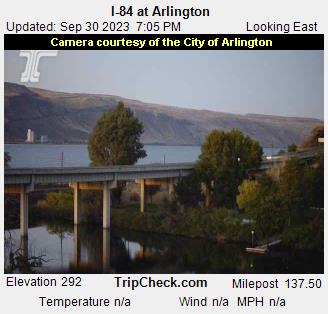 I-84 at Arlington
Updated: Sep 30 2023 7:05 PM Looking East
Camera courtesy of the City of Arlington
Elevation 292 TripCheck.com Milepost 137.50
Temperature n/a Wind n/a MPH n/a